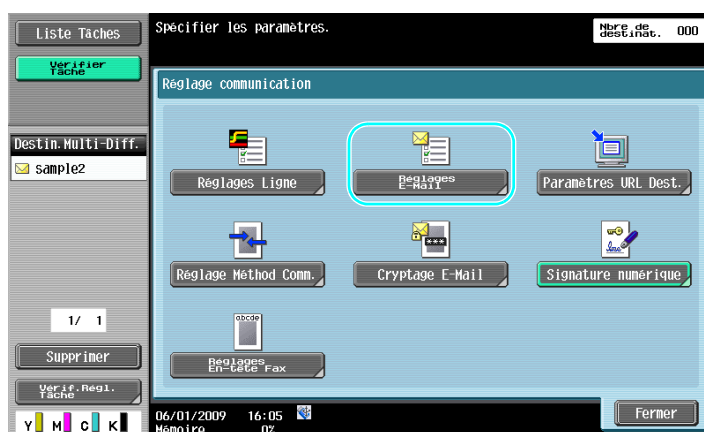 Liste Tâches
Spécifier les paramètres.
Nbre de
destinat. 000
Vérifier
Tâche
Réglage communication
Destin.Multi-Diff.
sample2
Réglages Ligne
Réglages
E-Mail
Paramètres URL Dest.
Réglage Méthod Comm.
Cryptage E-Mail
Signature numérique
abcde
Réglages
En-tête Fax
1/ 1
Supprimer
Vérif.Régl.
Tâche
Fermer
06/01/2009 16:05
Mémoire 0%
Y M C K